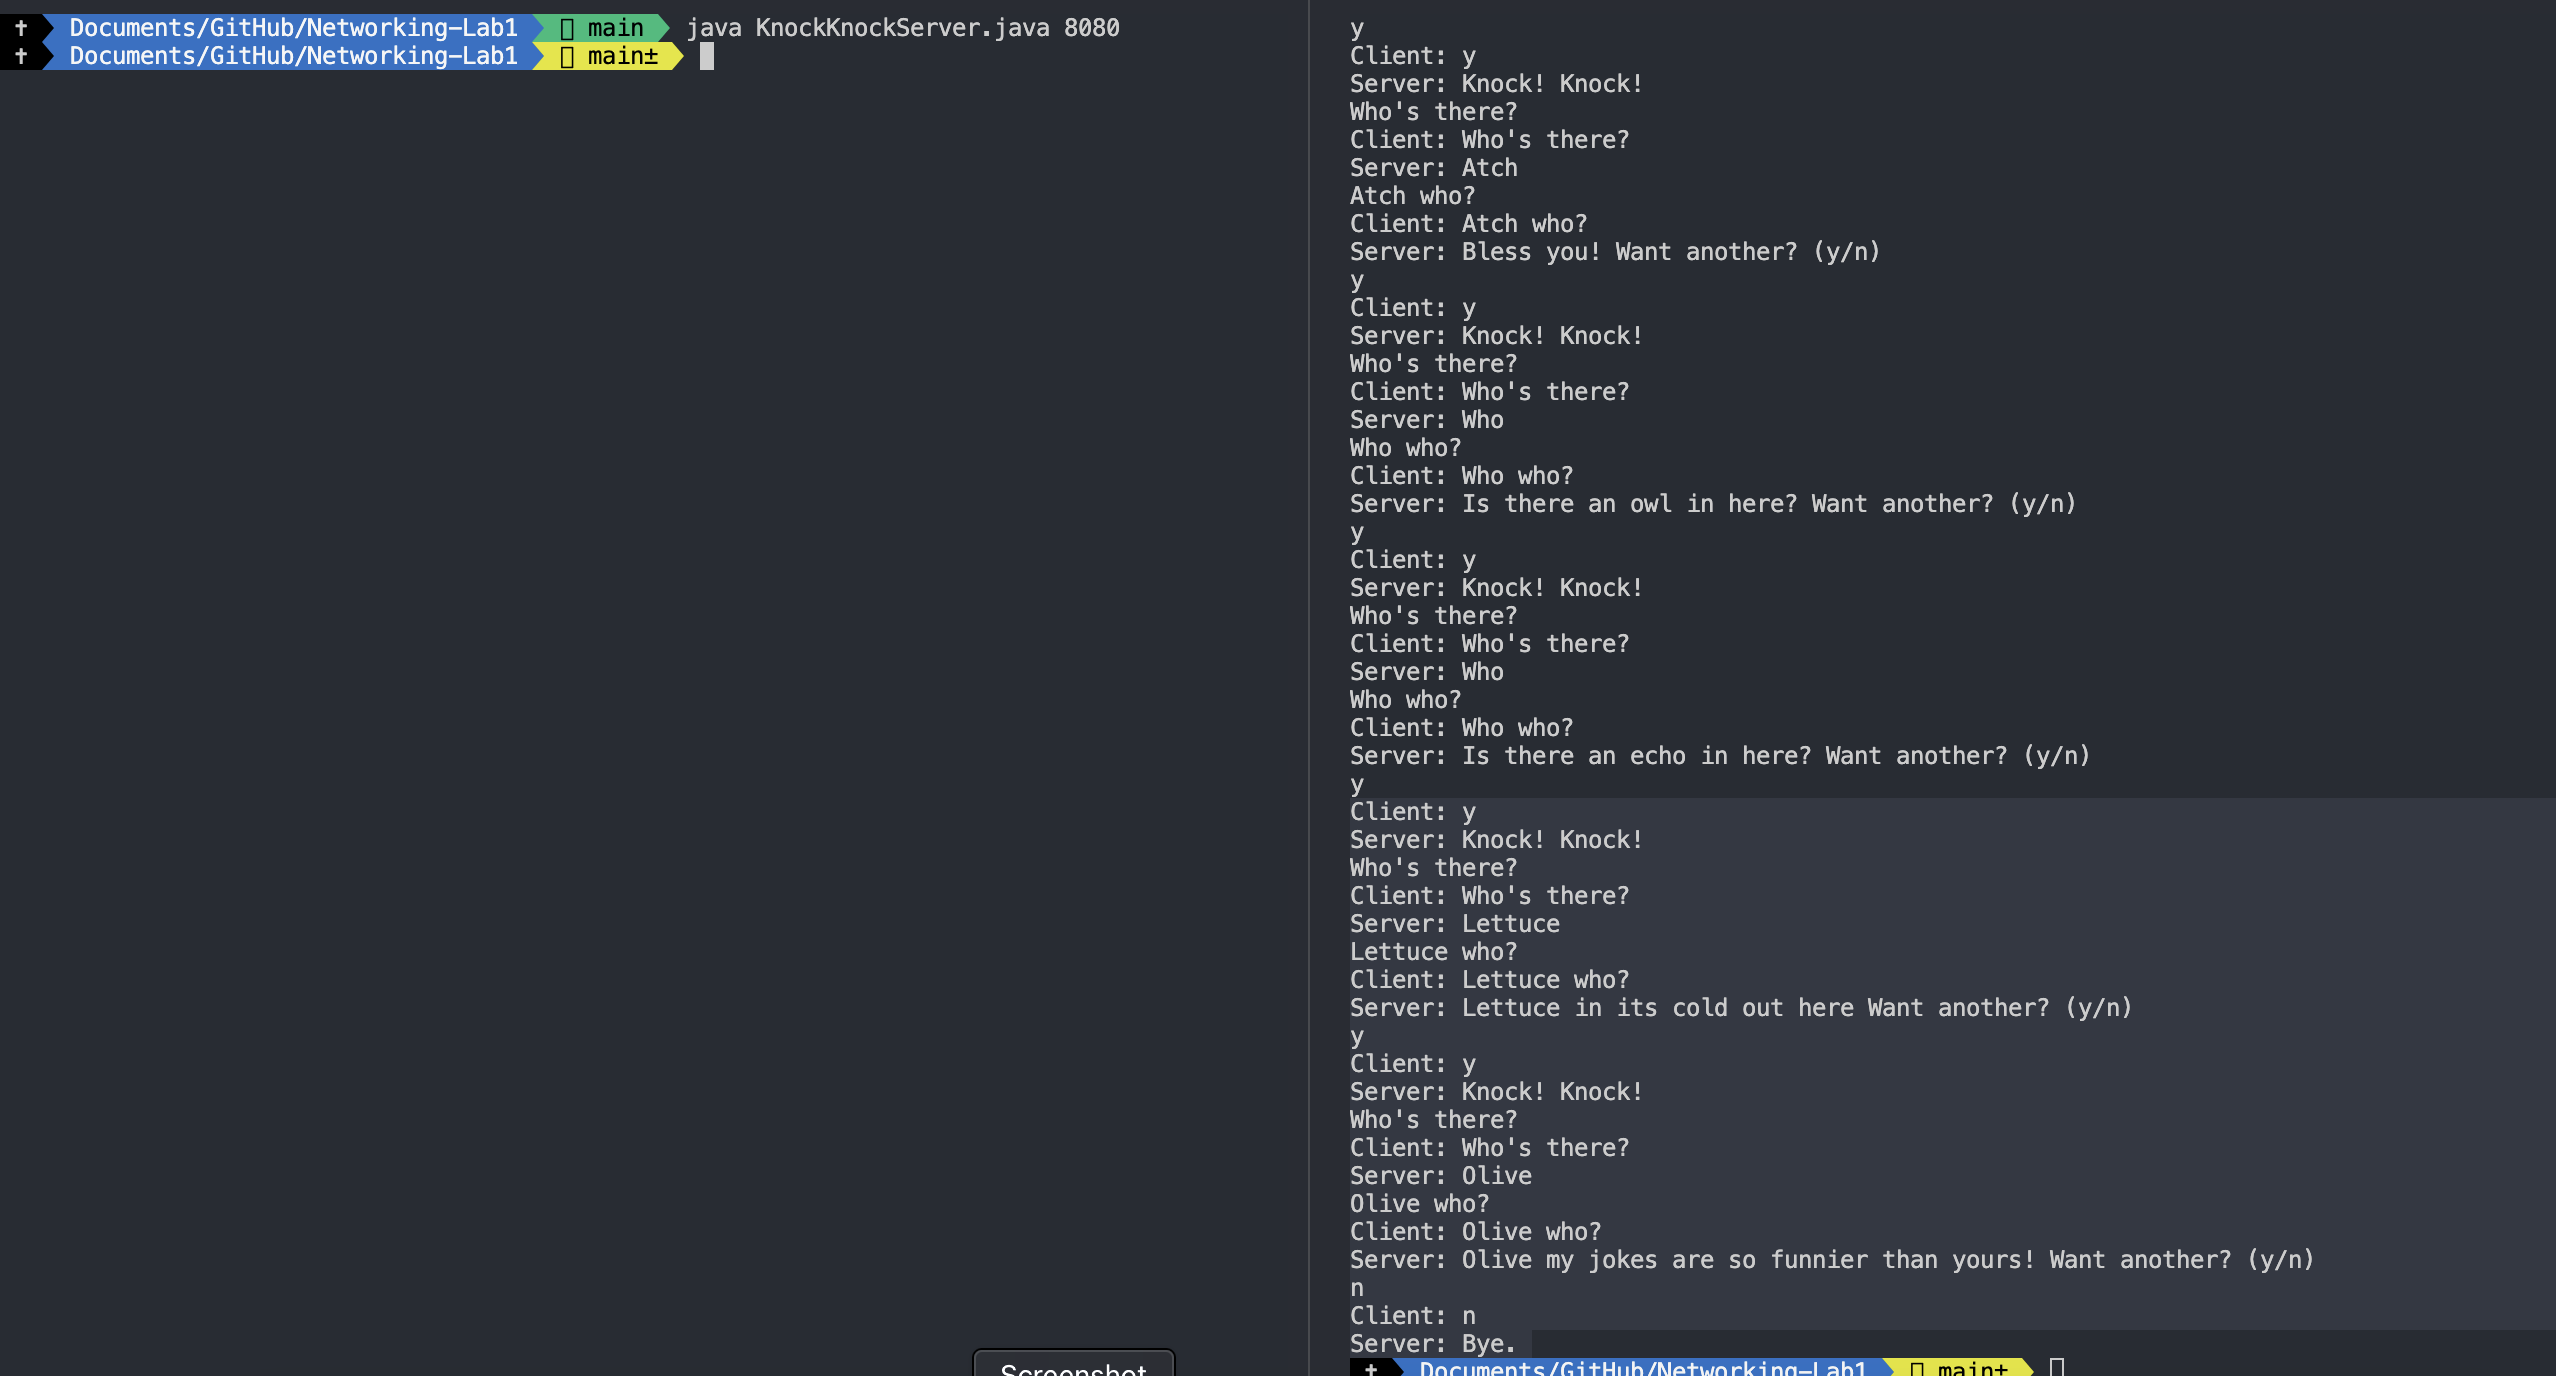 † Documents/GitHub/Networking-Lab1 main java KnockKnockServer.java 8080
† Documents/GitHub/Networking-Lab1 main±
y
Client: y
Server: Knock! Knock!
Who's there?
Client: Who's there?
Server: Atch
Atch who?
Client: Atch who?
Server: Bless you! Want another? (y/n)
y
Client: y
Server: Knock! Knock!
Who's there?
Client: Who's there?
Server: Who
Who who?
Client: Who who?
Server: Is there an owl in here? Want another? (y/n)
y
Client: y
Server: Knock! Knock!
Who's there?
Client: Who's there?
Server: Who
Who who?
Client: Who who?
Server: Is there an echo in here? Want another? (y/n)
y
Client: y
Server: Knock! Knock!
Who's there?
Client: Who's there?
Server: Lettuce
Lettuce who?
Client: Lettuce who?
Server: Lettuce in its cold out here Want another? (y/n)
y
Client: y
Server: Knock! Knock!
Who's there?
Client: Who's there?
Server: Olive
Olive who?
Client: Olive who?
Server: Olive my jokes are so funnier than yours! Want another? (y/n)
n
Client: n
Server: Bye.
† Documents/GitHub/Networking-Lab1 main±
Screenshot